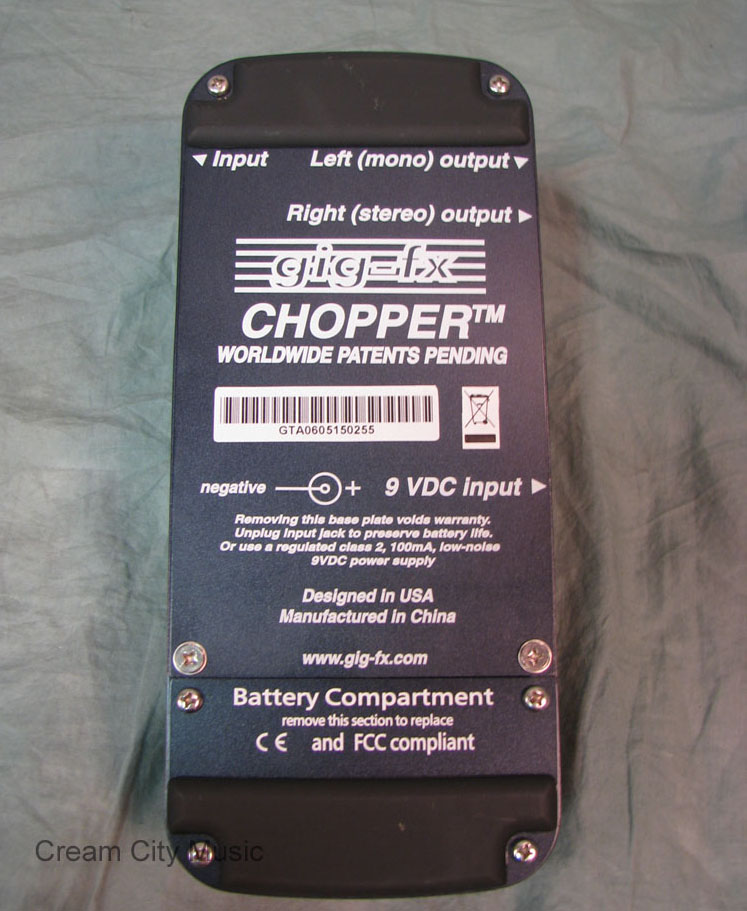 Input Left (mono) output
Right (stereo) output
gig-fx
CHOPPER™
WORLDWIDE PATENTS PENDING
GTA0605150255
negative + 9 VDC input
Removing this base plate voids warranty.
Unplug input jack to preserve battery life.
Or use a regulated class 2, 100mA, low-noise
9VDC power supply
Designed in USA
Manufactured in China
www.gig-fx.com
Battery Compartment
remove this section to replace
CE and FCC compliant
Cream City Music